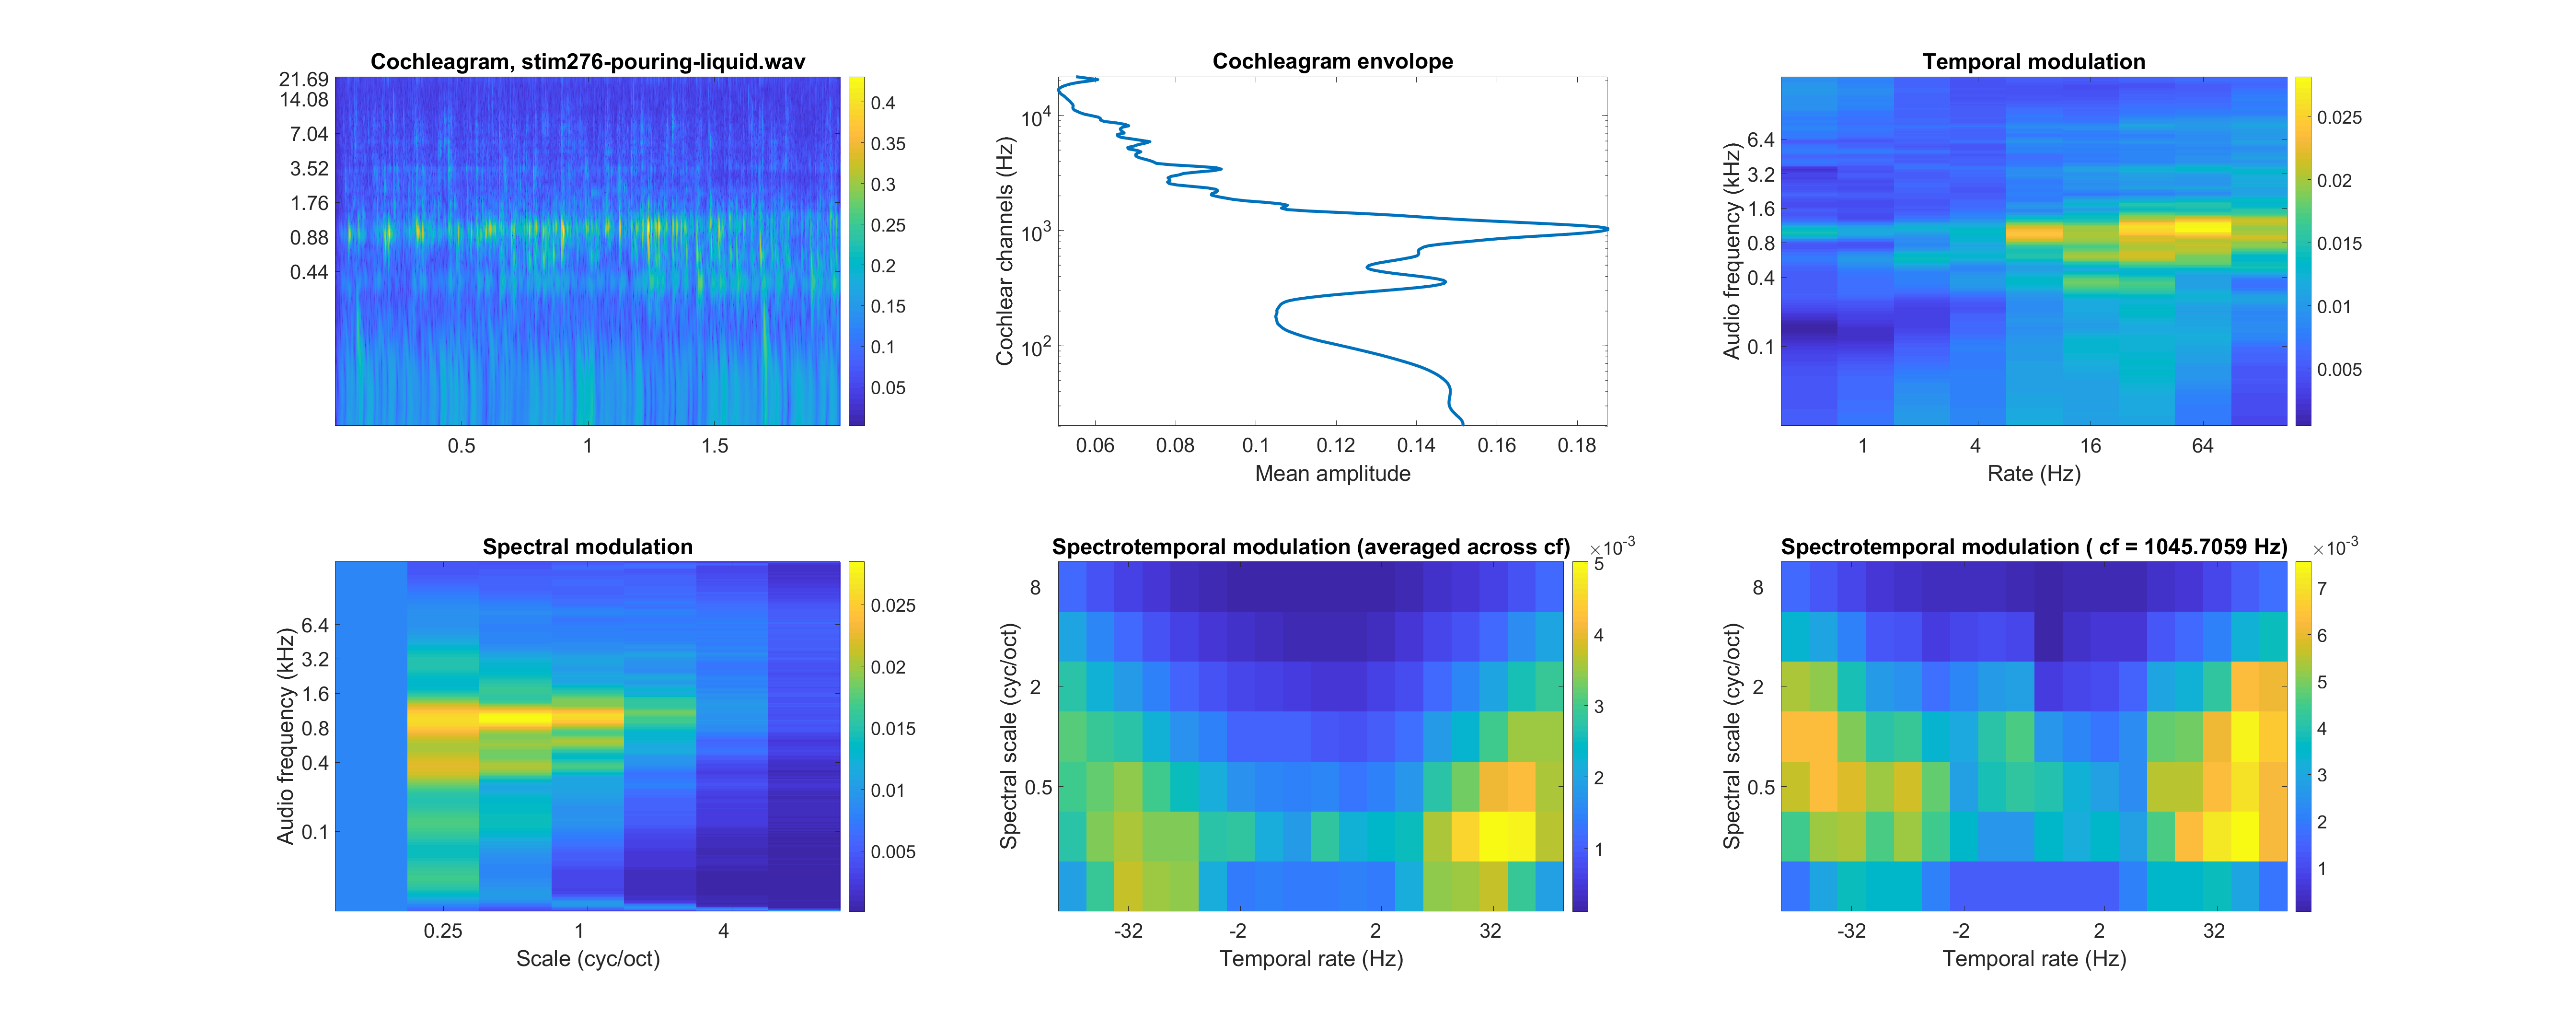 Cochleagram, stim276-pouring-liquid.wav
21.69
14.08
7.04
3.52
1.76
0.88
0.44
0.5 1 1.5
0.4
0.35
0.3
0.25
0.2
0.15
0.1
0.05
Cochleagram envolope
Cochlear channels (Hz)
10^4
10^3
10^2
0.06 0.08 0.1 0.12 0.14 0.16 0.18
Mean amplitude
Temporal modulation
Audio frequency (kHz)
6.4
3.2
1.6
0.8
0.4
0.1
1 4 16 64
Rate (Hz)
0.025
0.02
0.015
0.01
0.005
Spectral modulation
Audio frequency (kHz)
6.4
3.2
1.6
0.8
0.4
0.1
0.25 1 4
Scale (cyc/oct)
0.025
0.02
0.015
0.01
0.005
Spectrotemporal modulation (averaged across cf)
×10^-3
Spectral scale (cyc/oct)
8
2
0.5
-32 -2 2 32
Temporal rate (Hz)
5
4
3
2
1
Spectrotemporal modulation ( cf = 1045.7059 Hz)
×10^-3
Spectral scale (cyc/oct)
8
2
0.5
-32 -2 2 32
Temporal rate (Hz)
7
6
5
4
3
2
1